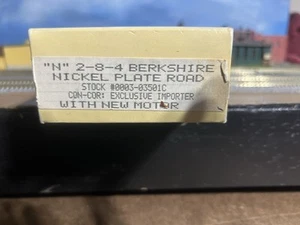 "N" 2-8-4 BERKSHIRE
NICKEL PLATE ROAD
STOCK #0003-03501C
CON-COR: EXCLUSIVE IMPORTER
WITH NEW MOTOR